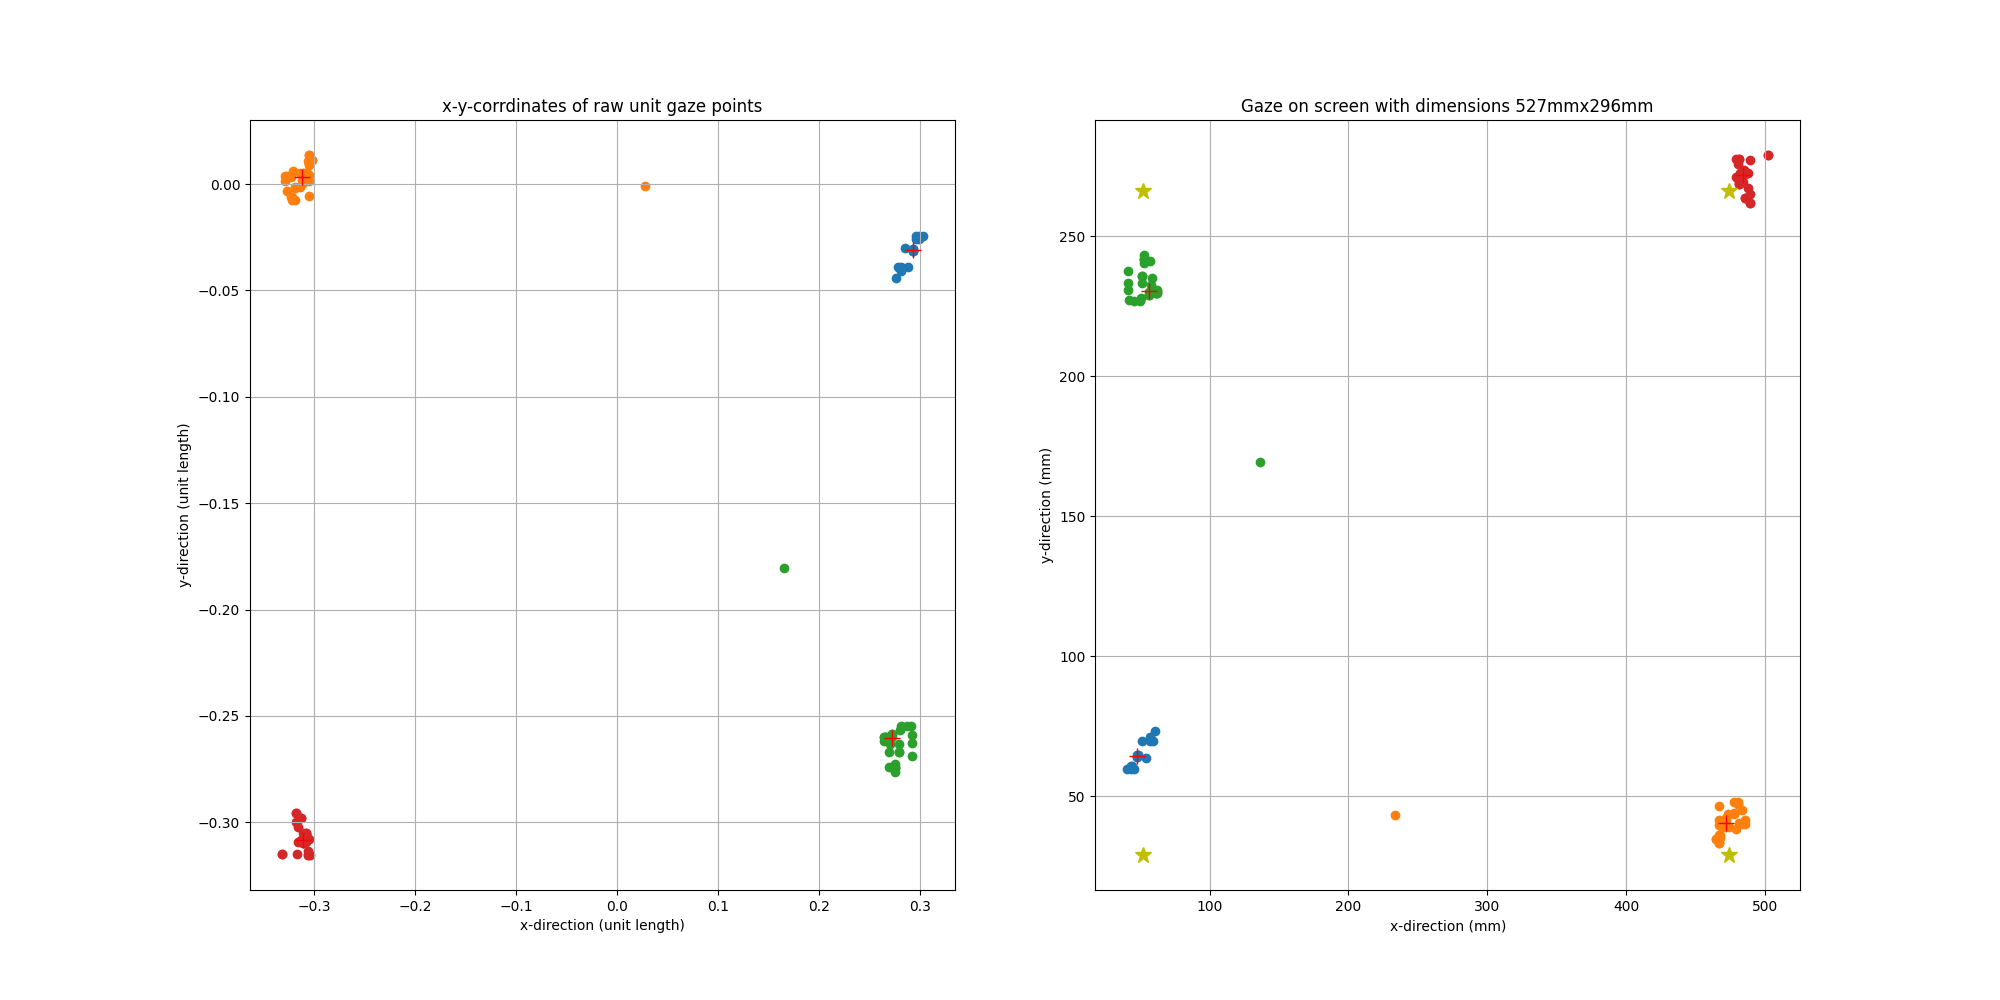 x-y-corrdinates of raw unit gaze points
y-direction (unit length)
0.00
−0.05
−0.10
−0.15
−0.20
−0.25
−0.30
−0.3 −0.2 −0.1 0.0 0.1 0.2 0.3
x-direction (unit length)
Gaze on screen with dimensions 527mmx296mm
y-direction (mm)
250
200
150
100
50
100 200 300 400 500
x-direction (mm)